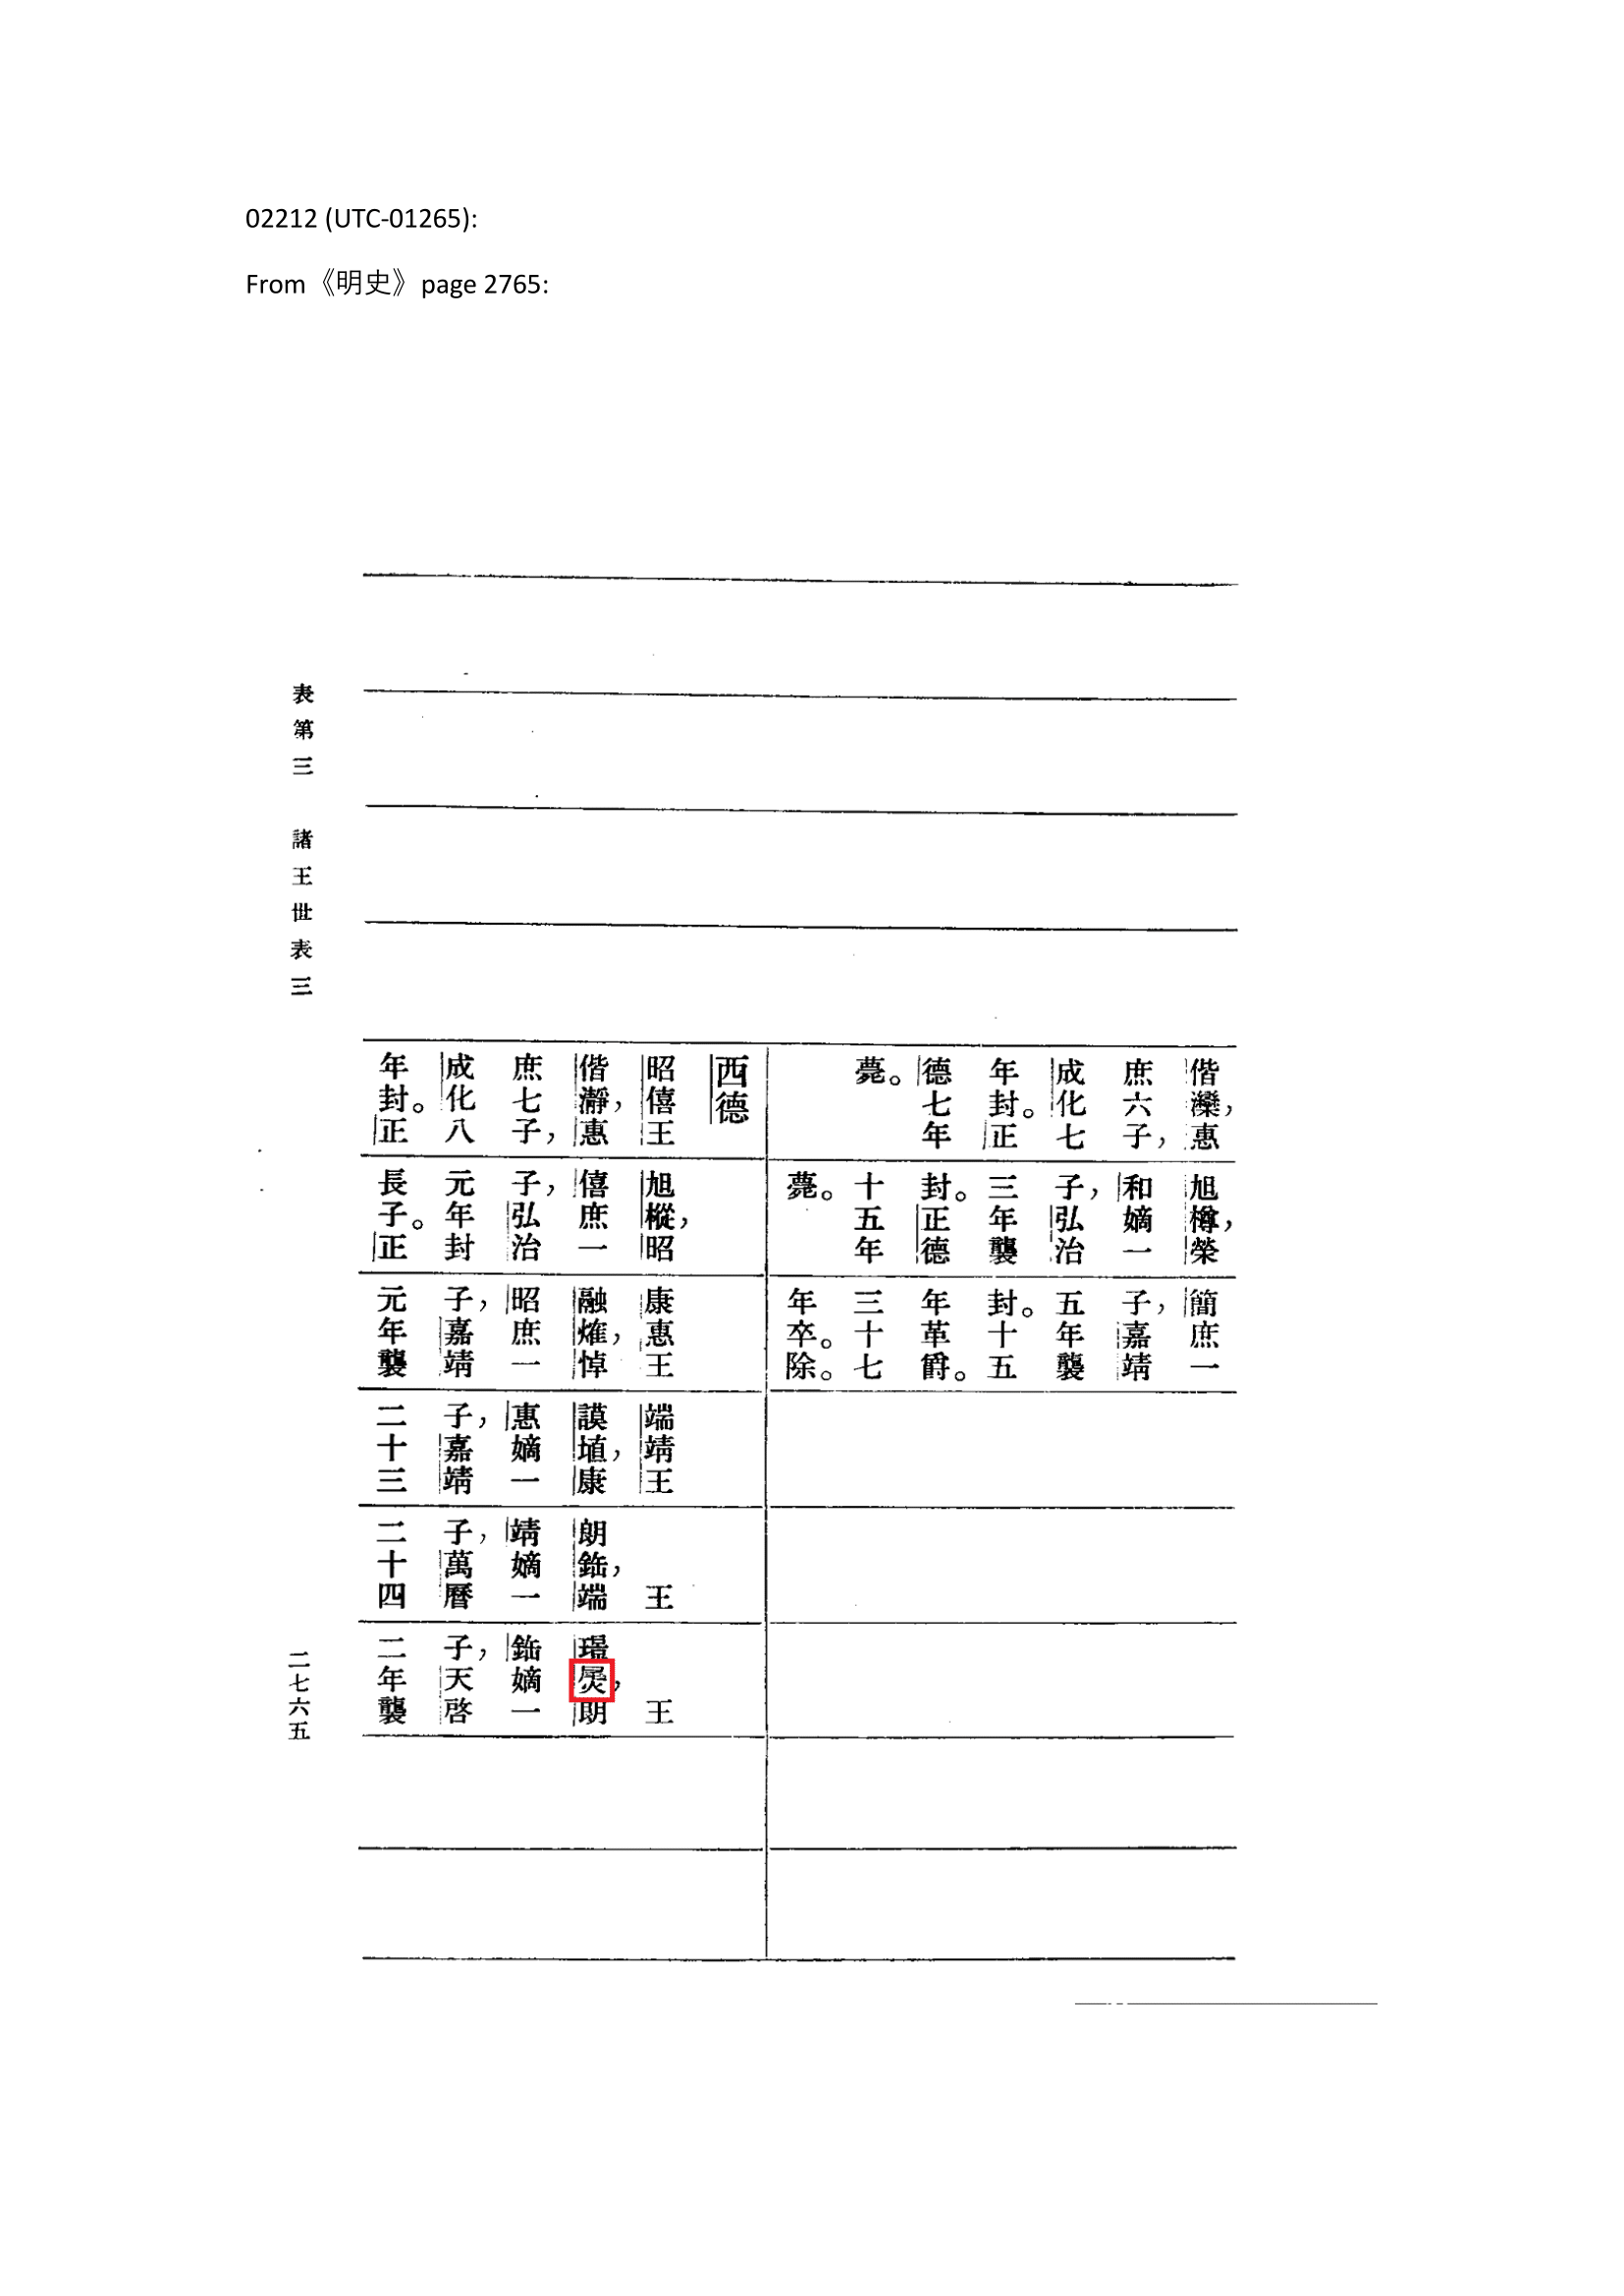 02212 (UTC-01265):
From《明史》page 2765:
偕，惠
庶六子，
成化七
年封。正
德七年
薨。
旭樽，榮
和嫡一
子，弘治
三年襲
封。正德
十五年
薨。
簡庶一
子，嘉靖
五年襲
封。十五
年革爵。
三十七
年卒。除。
西德
昭僖王
偕瀞，惠
庶七子，
成化八
年封。正
旭樅，昭
僖庶一
子，弘治
元年封
長子。正
康惠王
融，悼
昭庶一
子，嘉靖
元年襲
端靖王
謨埴，康
惠嫡一
子，嘉靖
二十三
王
朗，端
靖嫡一
子，萬曆
二十四
王
，朗
嫡一
子，天啓
二年襲
表第三　諸王世表三
二七六五